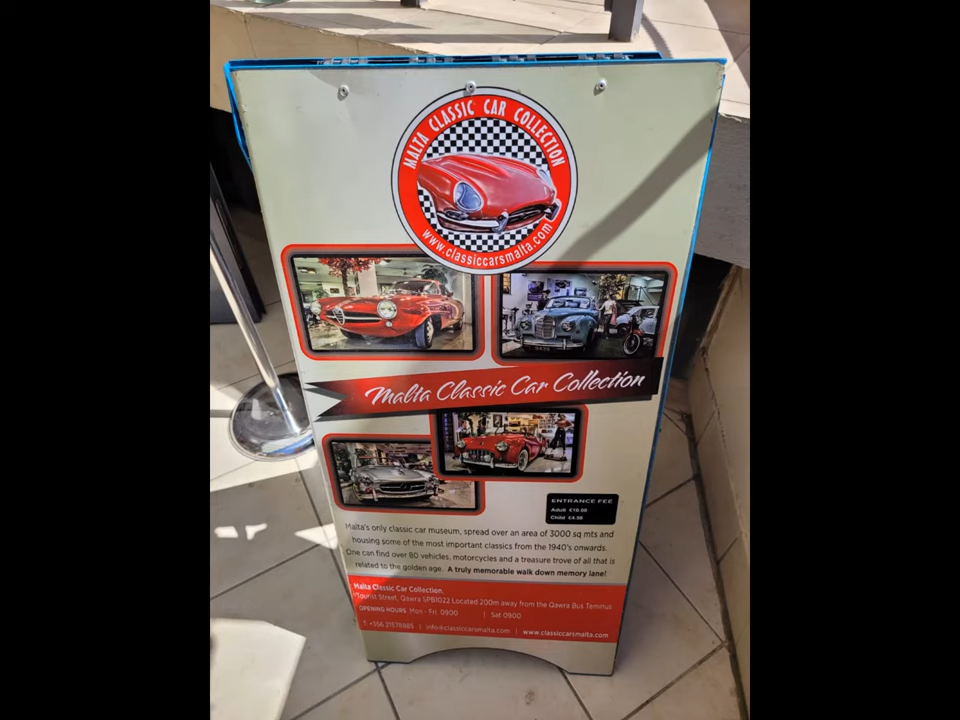 MALTA CLASSIC CAR COLLECTION
www.classiccarsmalta.com
Malta Classic Car Collection
ENTRANCE FEE
Adult €10.00
Child €4.50
Malta's only classic car museum, spread over an area of 3000 sq mts and
housing some of the most important classics from the 1940's onwards.
One can find over 80 vehicles, motorcycles and a treasure trove of all that is
related to the golden age. A truly memorable walk down memory lane!
Malta Classic Car Collection,
Tourist Street, Qawra SPB1022 Located 200m away from the Qawra Bus Teminus
OPENING HOURS Mon - Fri 0900 | Sat 0900
T: +356 21578885 | info@classiccarsmalta.com | www.classiccarsmalta.com